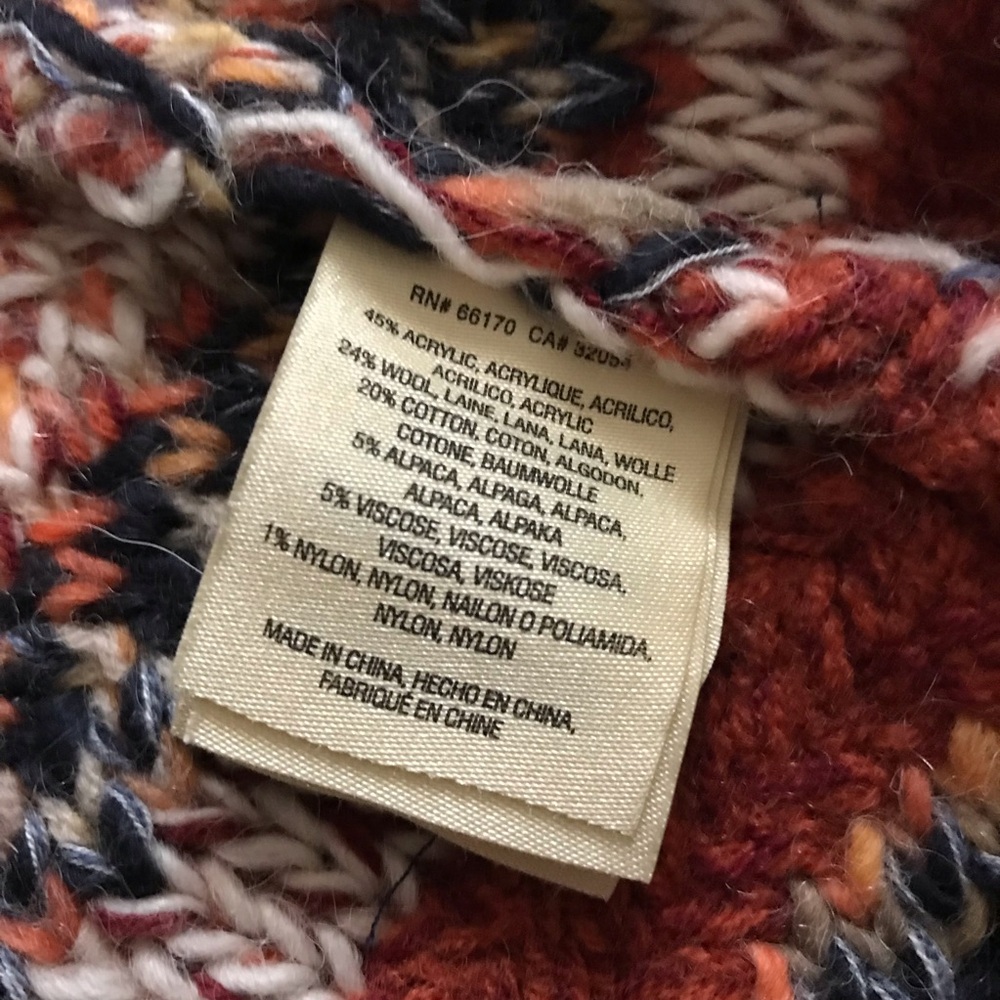 RN# 66170 CA# 32054
45% ACRYLIC, ACRYLIQUE, ACRILICO,
ACRILICO, ACRYLIC
24% WOOL, LAINE, LANA, LANA, WOLLE
20% COTTON, COTON, ALGODON,
COTONE, BAUMWOLLE
5% ALPACA, ALPAGA, ALPACA,
ALPACA, ALPAKA
5% VISCOSE, VISCOSE, VISCOSA,
VISCOSA, VISKOSE
1% NYLON, NYLON, NAILON O POLIAMIDA,
NYLON, NYLON
MADE IN CHINA, HECHO EN CHINA,
FABRIQUÉ EN CHINE